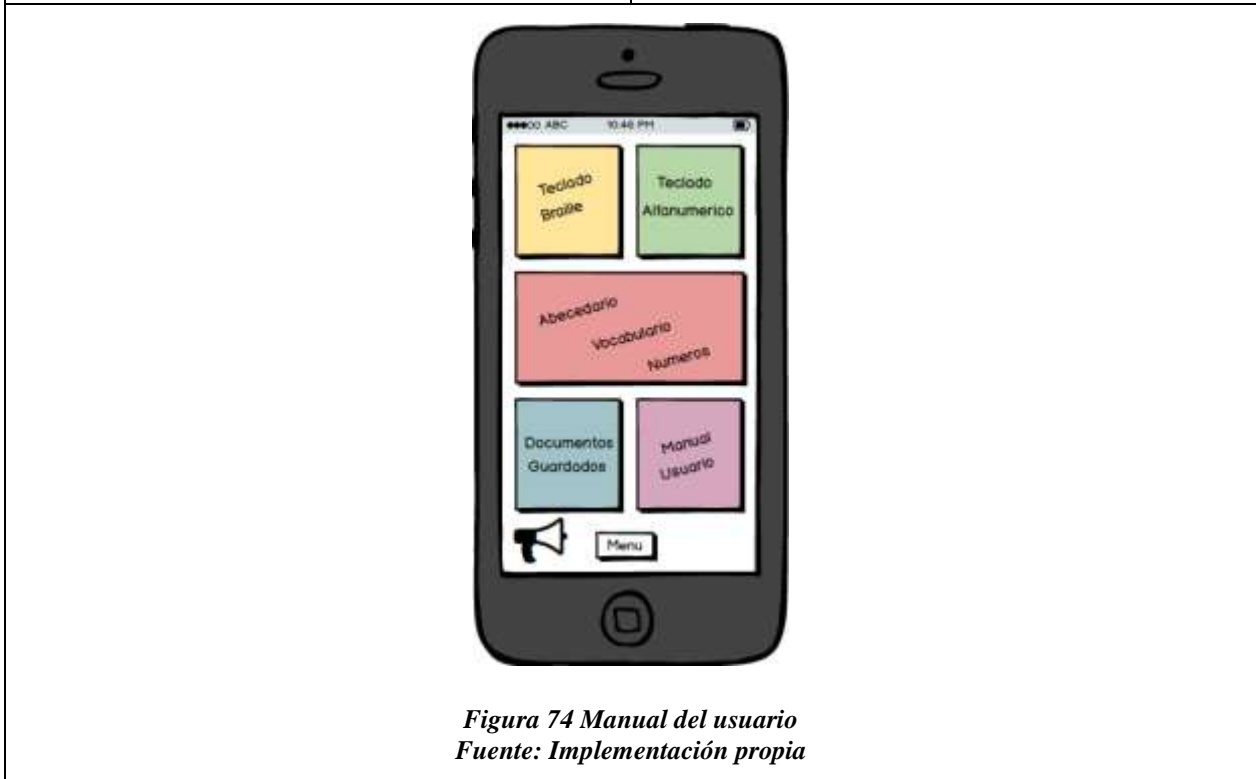 ABC 10:46 PM
Teclado
Braille
Teclado
Alfanumerico
Abecedario
Vocabulario
Numeros
Documentos
Guardados
Manual
Usuario
Menu
Figura 74 Manual del usuario
Fuente: Implementación propia